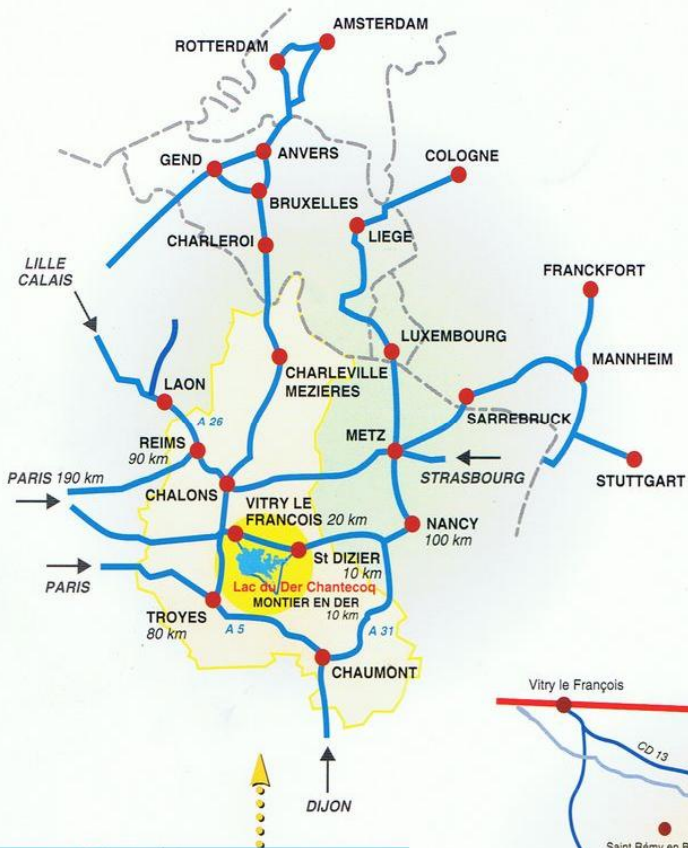 AMSTERDAM
ROTTERDAM
GEND
ANVERS
COLOGNE
BRUXELLES
LIEGE
CHARLEROI
LILLE
CALAIS
FRANCKFORT
LUXEMBOURG
MANNHEIM
CHARLEVILLE
MEZIERES
LAON
A 26
SARREBRUCK
REIMS
90 km
METZ
PARIS 190 km
CHALONS
STRASBOURG
STUTTGART
VITRY LE
FRANCOIS 20 km
NANCY
100 km
St DIZIER
10 km
PARIS
Lac du Der Chantecoq
MONTIER EN DER
10 km
TROYES
80 km
A 5
A 31
CHAUMONT
DIJON
Vitry le François
CD 13